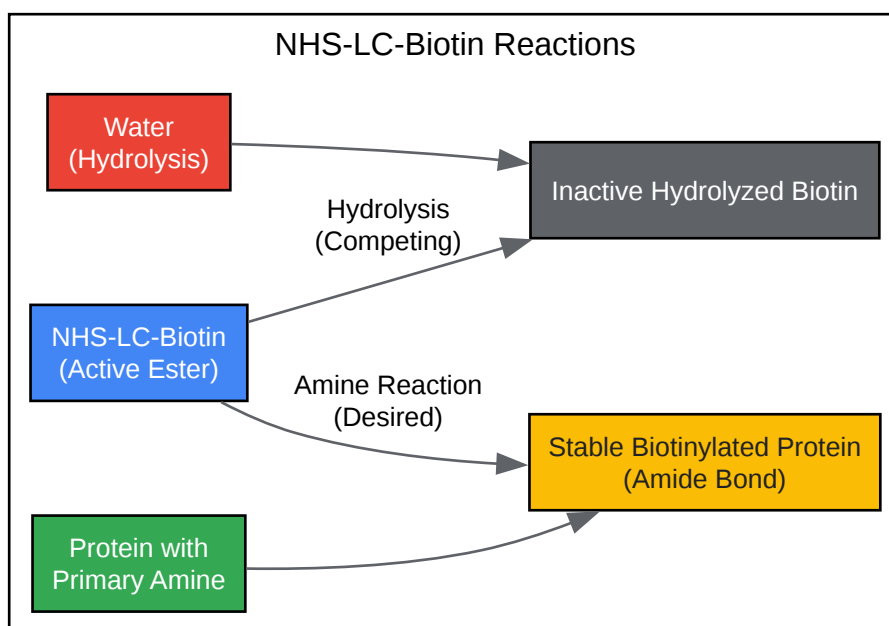 NHS-LC-Biotin Reactions
Water
(Hydrolysis)
Inactive Hydrolyzed Biotin
Hydrolysis
(Competing)
NHS-LC-Biotin
(Active Ester)
Amine Reaction
(Desired)
Stable Biotinylated Protein
(Amide Bond)
Protein with
Primary Amine